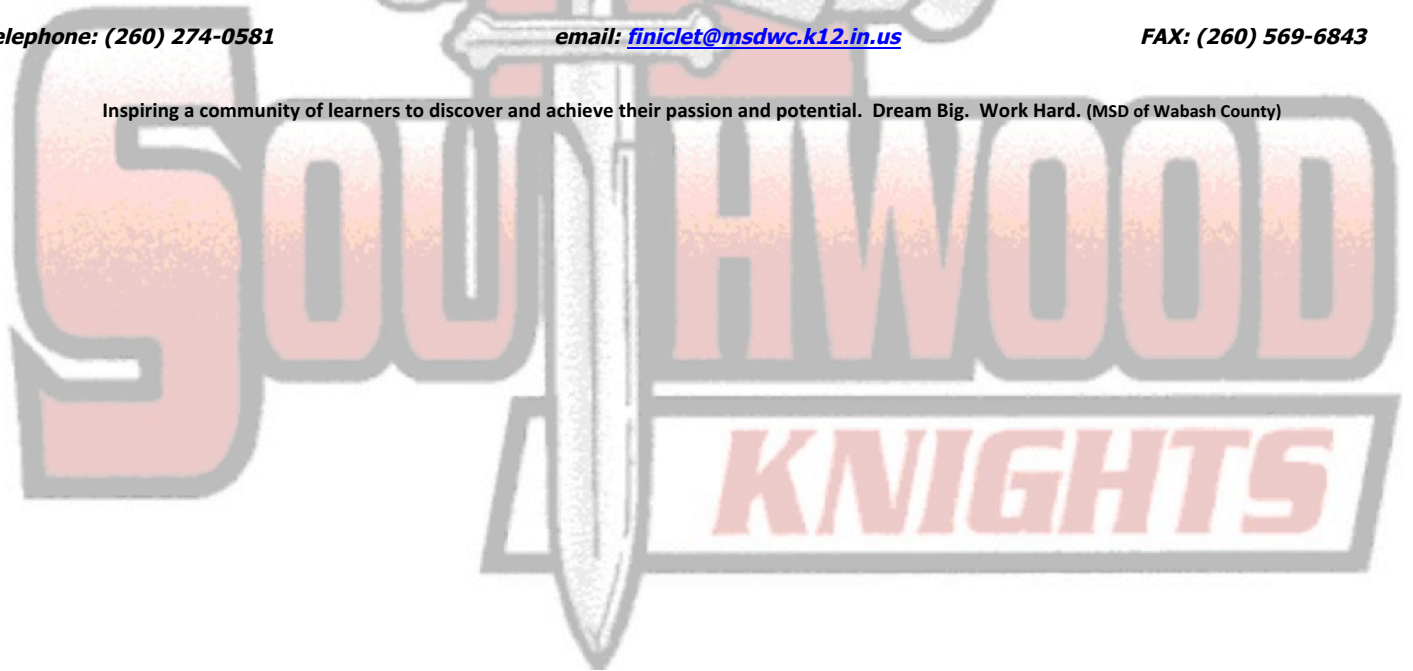 elephone: (260) 274-0581 email: finiclet@msdwc.k12.in.us FAX: (260) 569-6843
Inspiring a community of learners to discover and achieve their passion and potential. Dream Big. Work Hard. (MSD of Wabash County)
SOUTHWOOD
KNIGHTS